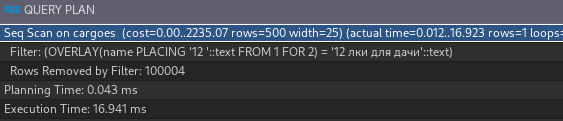 ABC QUERY PLAN
Seq Scan on cargoes (cost=0.00..2235.07 rows=500 width=25) (actual time=0.012..16.923 rows=1 loops=
Filter: (OVERLAY(name PLACING '12 '::text FROM 1 FOR 2) = '12 лки для дачи'::text)
Rows Removed by Filter: 100004
Planning Time: 0.043 ms
Execution Time: 16.941 ms